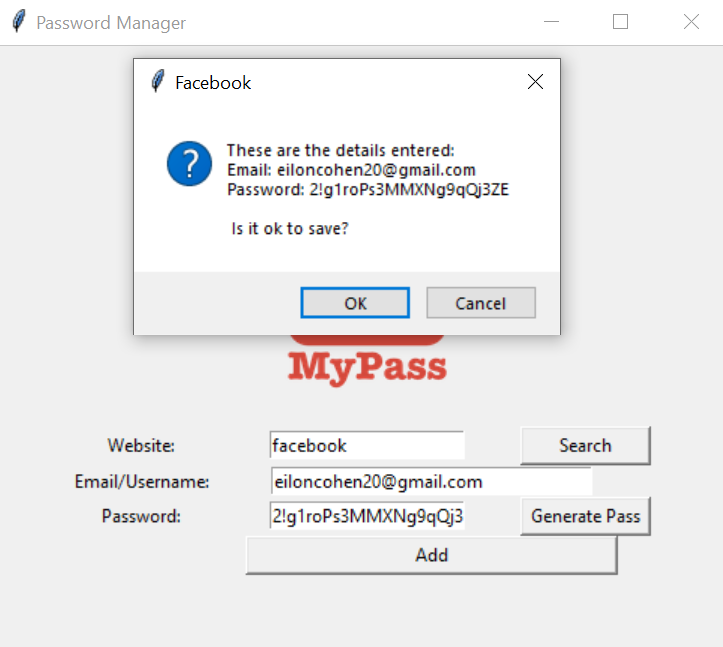 Password Manager
Facebook
These are the details entered:
Email: eiloncohen20@gmail.com
Password: 2!g1roPs3MMXNg9qQj3ZE
Is it ok to save?
OK Cancel
MyPass
Website: facebook Search
Email/Username: eiloncohen20@gmail.com
Password: 2!g1roPs3MMXNg9qQj3 Generate Pass
Add